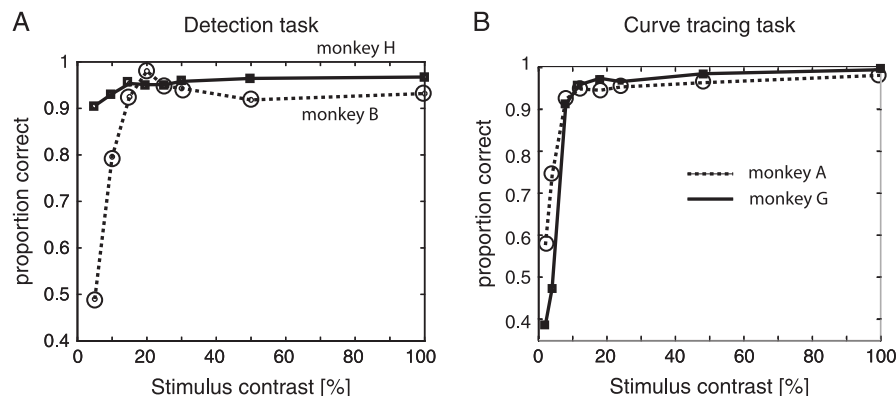 A
Detection task
monkey H
monkey B
proportion correct
1
0.9
0.8
0.7
0.6
0.5
0.4
0 20 40 60 80 100
Stimulus contrast [%]
B
Curve tracing task
monkey A
monkey G
proportion correct
1
0.9
0.8
0.7
0.6
0.5
0.4
0 20 40 60 80 100
Stimulus contrast [%]